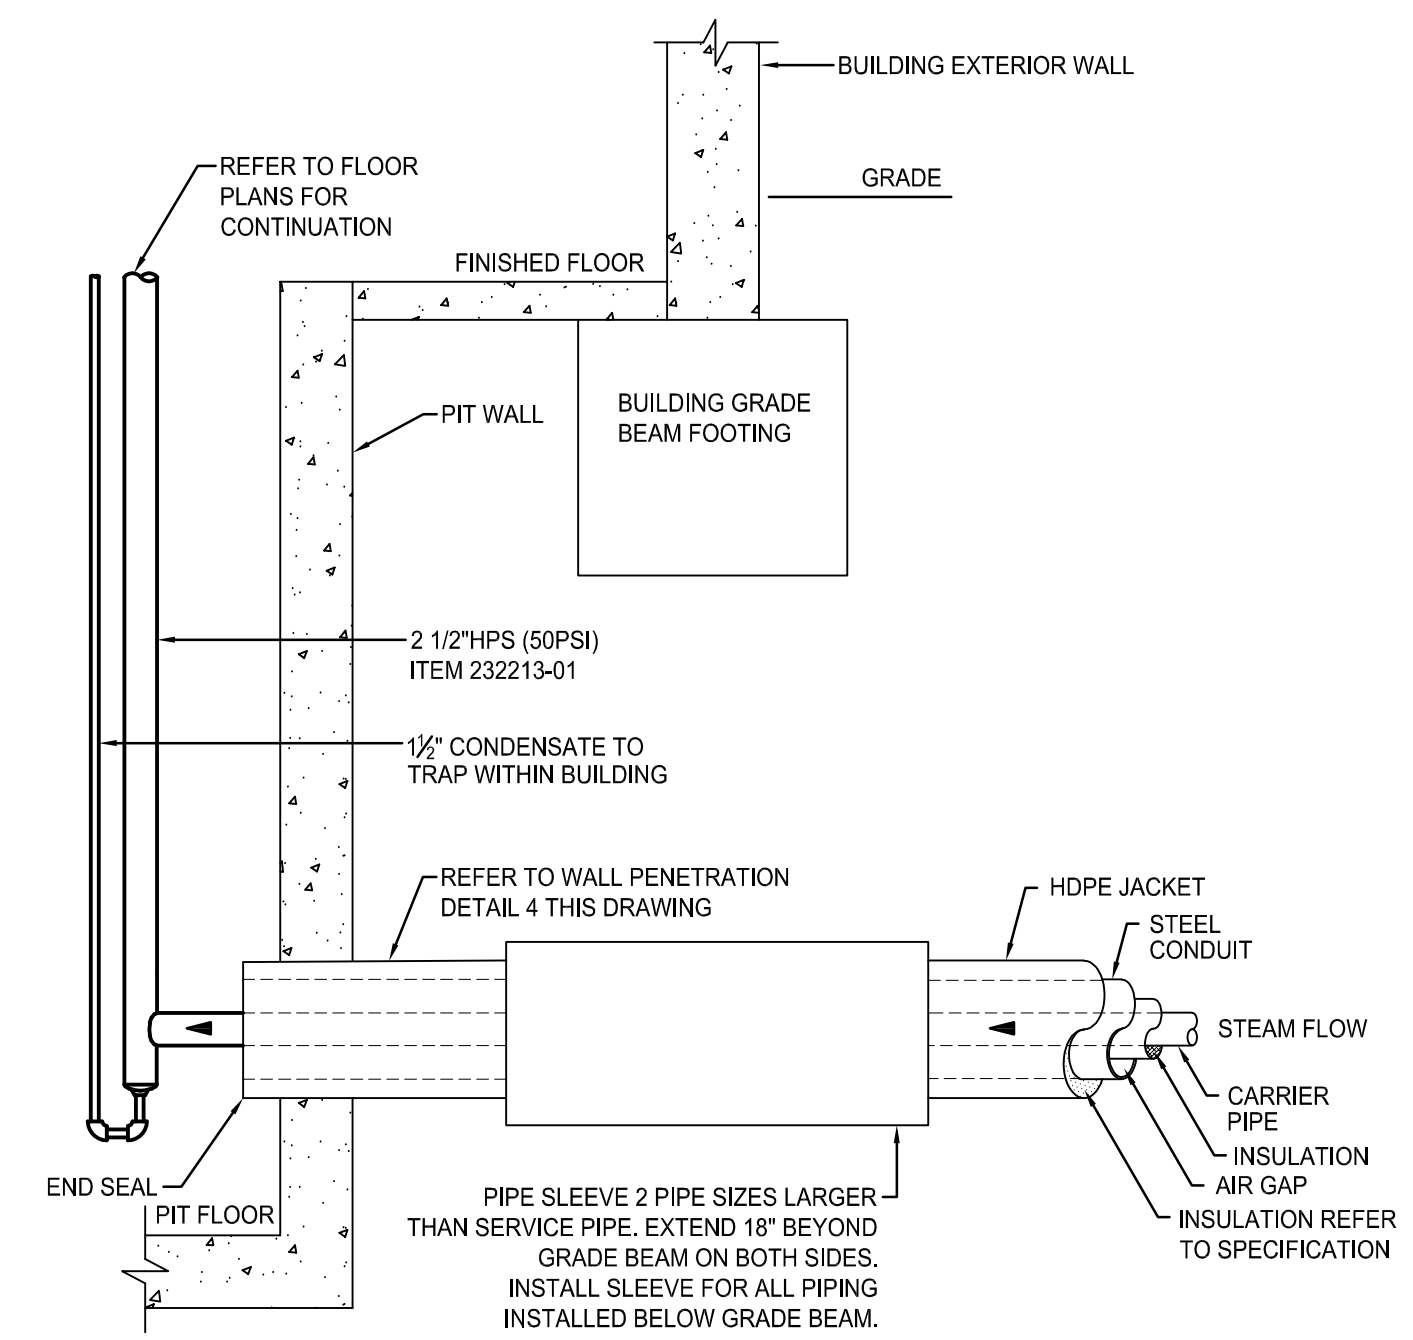 BUILDING EXTERIOR WALL
REFER TO FLOOR
PLANS FOR
CONTINUATION
GRADE
FINISHED FLOOR
BUILDING GRADE
BEAM FOOTING
PIT WALL
2 1/2"HPS (50PSI)
ITEM 232213-01
1½" CONDENSATE TO
TRAP WITHIN BUILDING
REFER TO WALL PENETRATION
DETAIL 4 THIS DRAWING
HDPE JACKET
STEEL
CONDUIT
STEAM FLOW
CARRIER
PIPE
INSULATION
AIR GAP
INSULATION REFER
TO SPECIFICATION
END SEAL
PIT FLOOR
PIPE SLEEVE 2 PIPE SIZES LARGER
THAN SERVICE PIPE. EXTEND 18" BEYOND
GRADE BEAM ON BOTH SIDES.
INSTALL SLEEVE FOR ALL PIPING
INSTALLED BELOW GRADE BEAM.